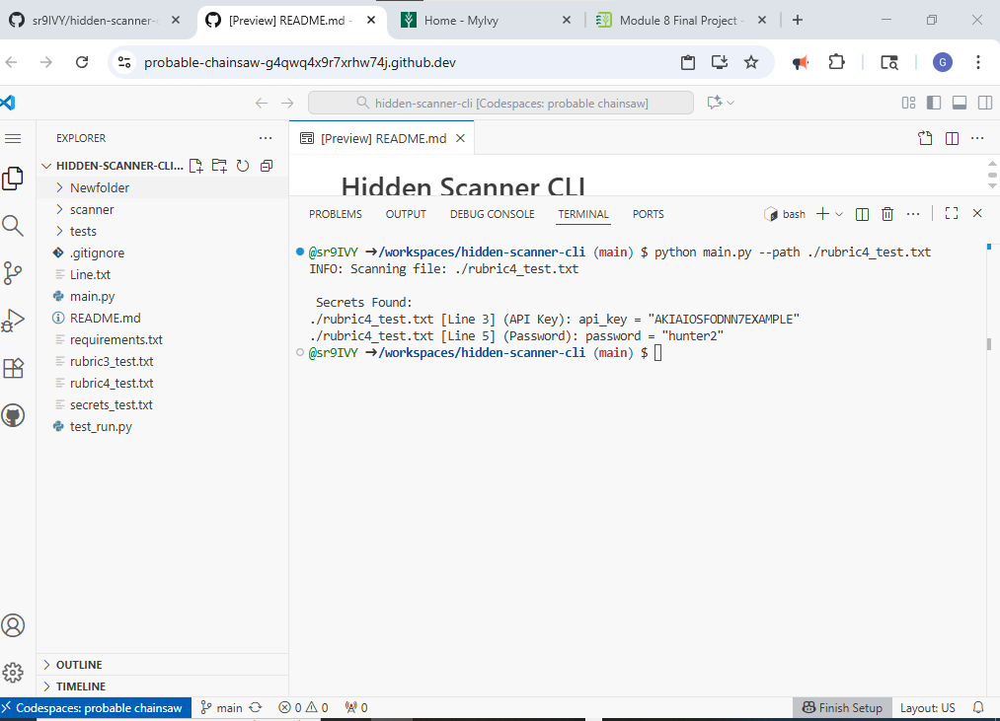 sr9IVY/hidden-scanner-
[Preview] README.md -
Home - MyIvy
Module 8 Final Project -
probable-chainsaw-g4qwq4x9r7xrhw74j.github.dev
G
hidden-scanner-cli [Codespaces: probable chainsaw]
EXPLORER
[Preview] README.md
HIDDEN-SCANNER-CLI...
Newfolder
scanner
tests
.gitignore
Line.txt
main.py
README.md
requirements.txt
rubric3_test.txt
rubric4_test.txt
secrets_test.txt
test_run.py
OUTLINE
TIMELINE
Hidden Scanner CLI
PROBLEMS OUTPUT DEBUG CONSOLE TERMINAL PORTS
bash
@sr9IVY ➜/workspaces/hidden-scanner-cli (main) $ python main.py --path ./rubric4_test.txt
INFO: Scanning file: ./rubric4_test.txt
Secrets Found:
./rubric4_test.txt [Line 3] (API Key): api_key = "AKIAIOSFODNN7EXAMPLE"
./rubric4_test.txt [Line 5] (Password): password = "hunter2"
@sr9IVY ➜/workspaces/hidden-scanner-cli (main) $
Codespaces: probable chainsaw
main
0 0
0
Finish Setup
Layout: US